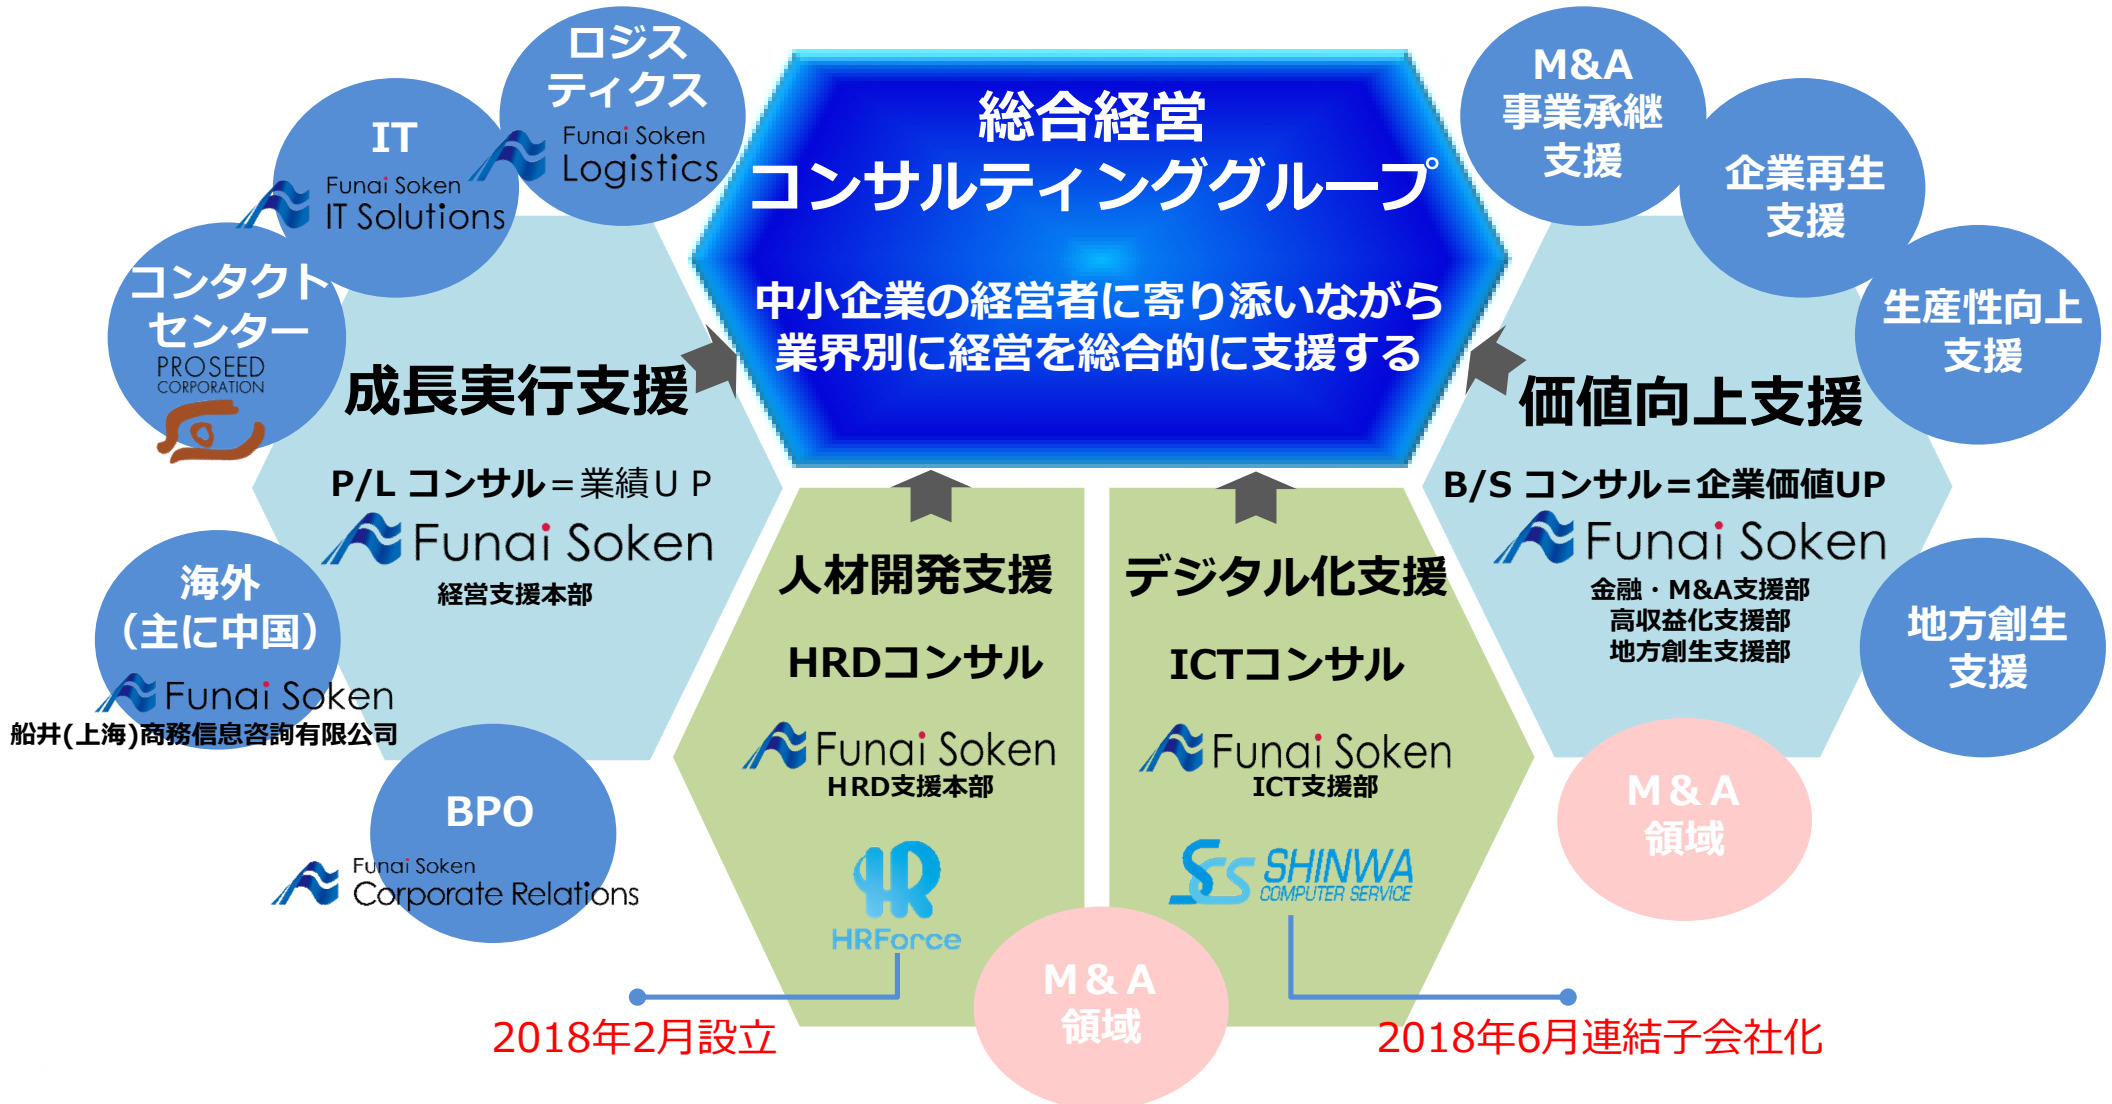 総合経営
コンサルティンググループ
中小企業の経営者に寄り添いながら
業界別に経営を総合的に支援する
ロジス
ティクス
Funai Soken
Logistics
IT
Funai Soken
IT Solutions
コンタクト
センター
PROSEED
CORPORATION
成長実行支援
P/L コンサル＝業績ＵＰ
Funai Soken
経営支援本部
海外
（主に中国）
Funai Soken
船井(上海)商務信息咨詢有限公司
BPO
Funai Soken
Corporate Relations
人材開発支援
HRDコンサル
Funai Soken
HRD支援本部
HR
HRForce
2018年2月設立
Ｍ＆Ａ
領域
デジタル化支援
ICTコンサル
Funai Soken
ICT支援部
SCS SHINWA
COMPUTER SERVICE
2018年6月連結子会社化
M&A
事業承継
支援
企業再生
支援
生産性向上
支援
価値向上支援
B/S コンサル＝企業価値UP
Funai Soken
金融・M&A支援部
高収益化支援部
地方創生支援部
地方創生
支援
Ｍ＆Ａ
領域